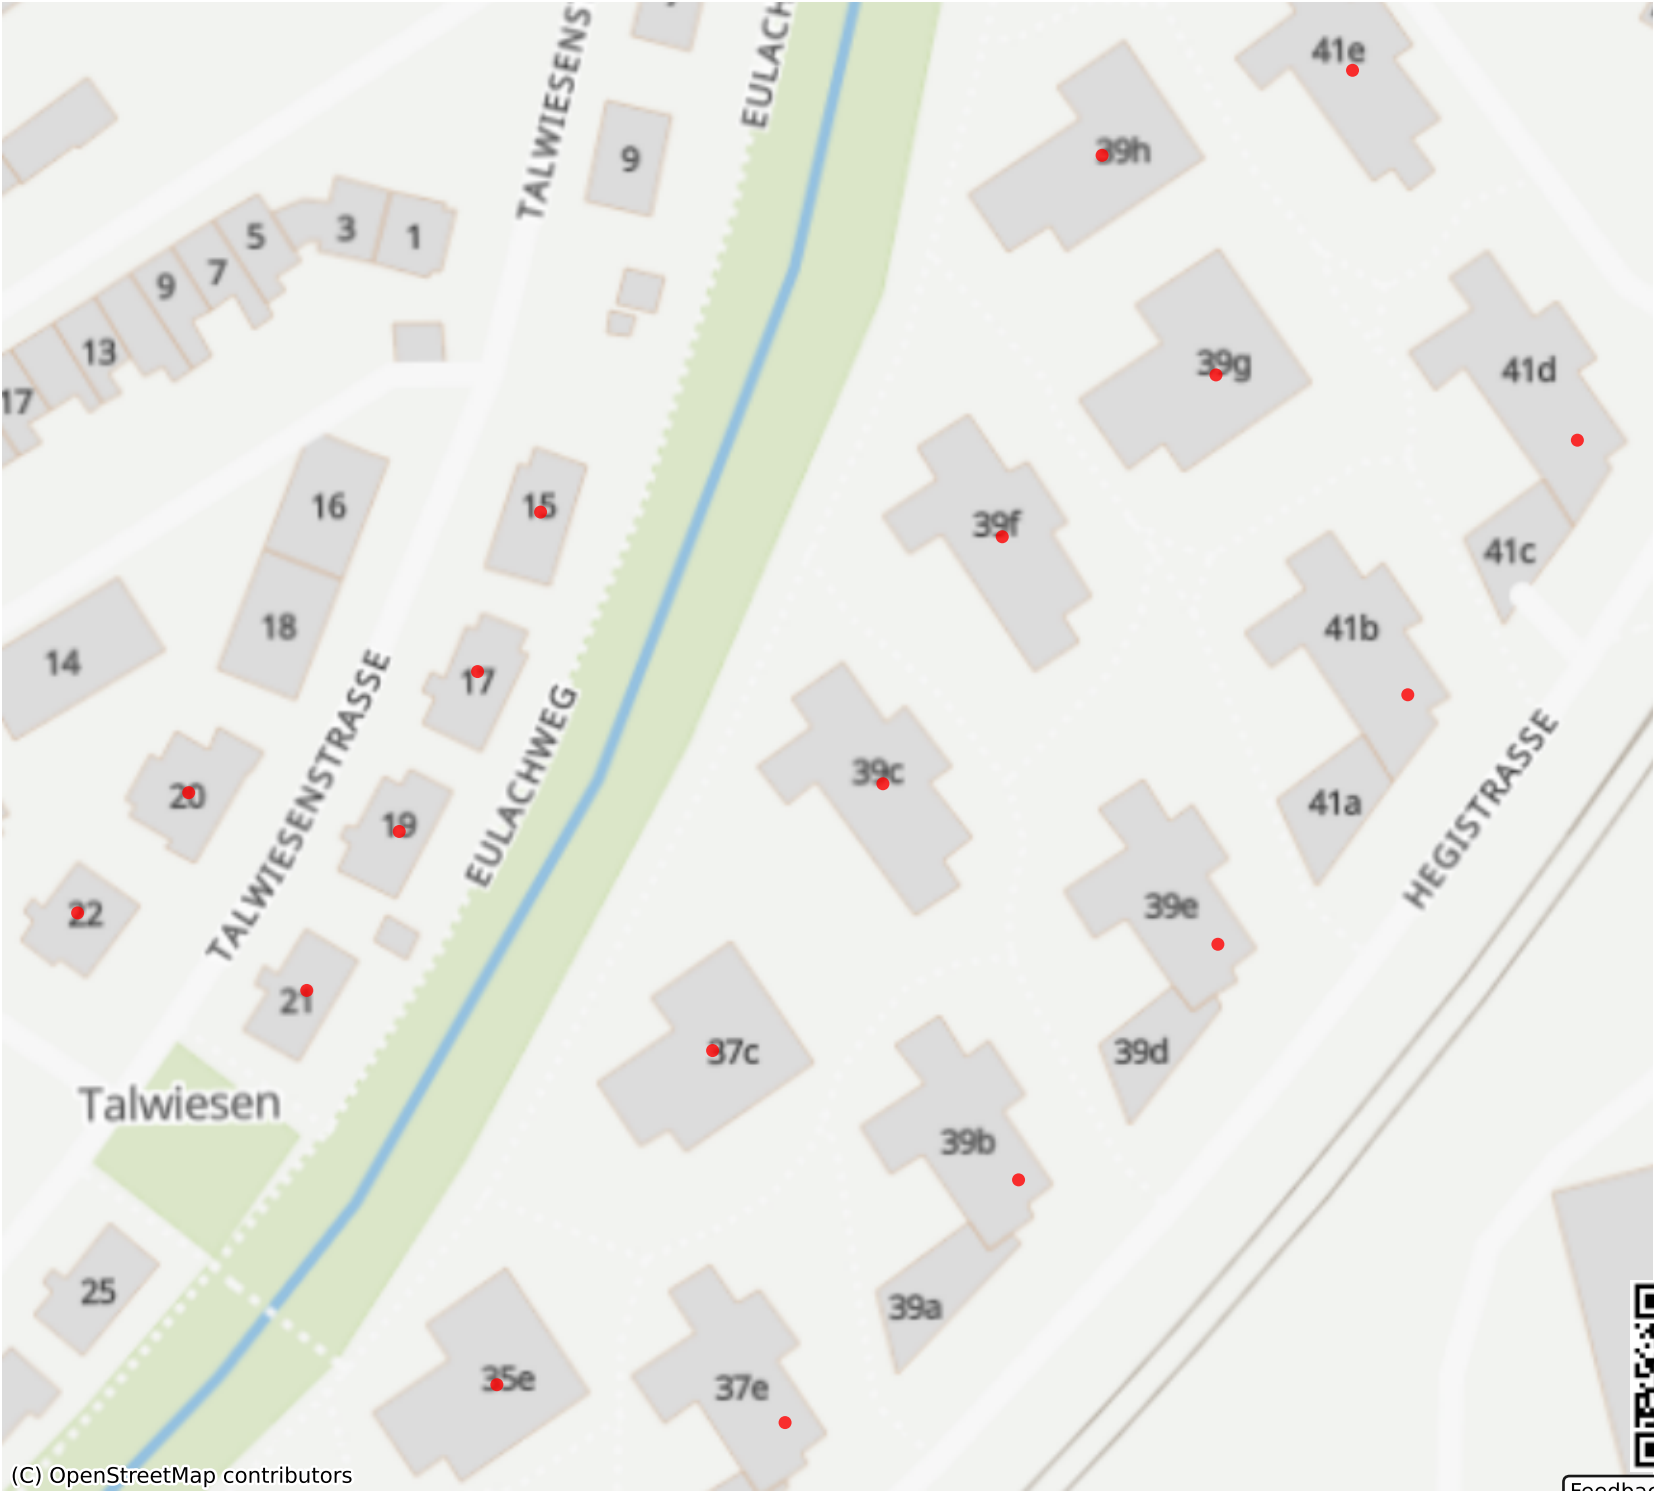 TALWIESENS
EULACH
41e
39h
9
5
3
1
7
9
13
17
39g
41d
16
15
39f
41c
18
41b
14
17
TALWIESENSTRASSE
EULACHWEG
20
19
39c
41a
HEGISTRASSE
22
39e
21
37c
39d
Talwiesen
39b
25
39a
35e
37e
(C) OpenStreetMap contributors
Feedba